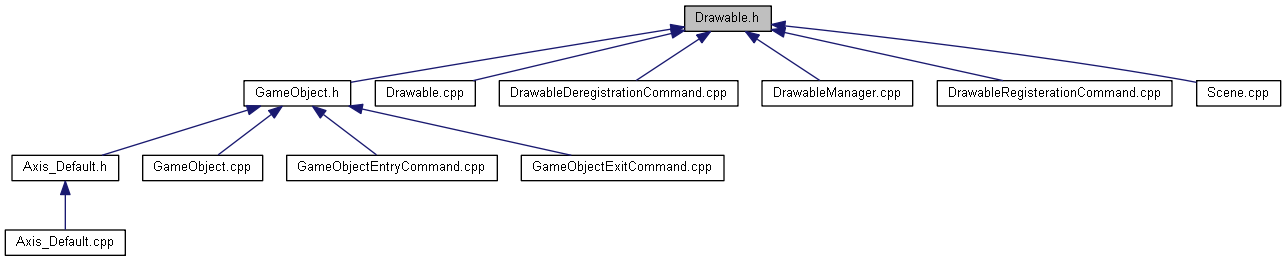 Drawable.h
GameObject.h
Drawable.cpp
DrawableDeregistrationCommand.cpp
DrawableManager.cpp
DrawableRegisterationCommand.cpp
Scene.cpp
Axis_Default.h
GameObject.cpp
GameObjectEntryCommand.cpp
GameObjectExitCommand.cpp
Axis_Default.cpp